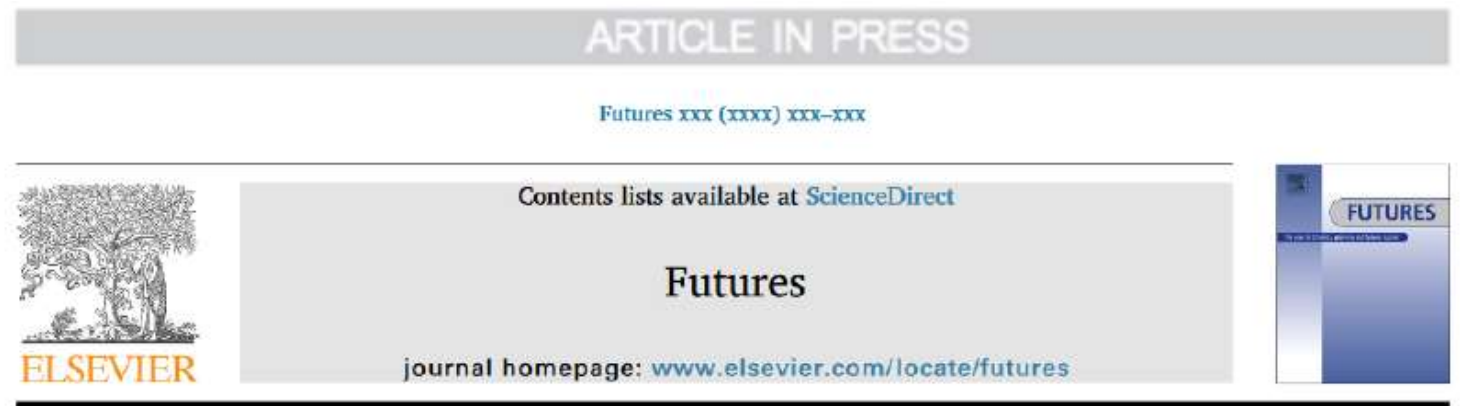 ARTICLE IN PRESS
Futures xxx (xxxx) xxx–xxx
Contents lists available at ScienceDirect
Futures
journal homepage: www.elsevier.com/locate/futures
ELSEVIER
FUTURES